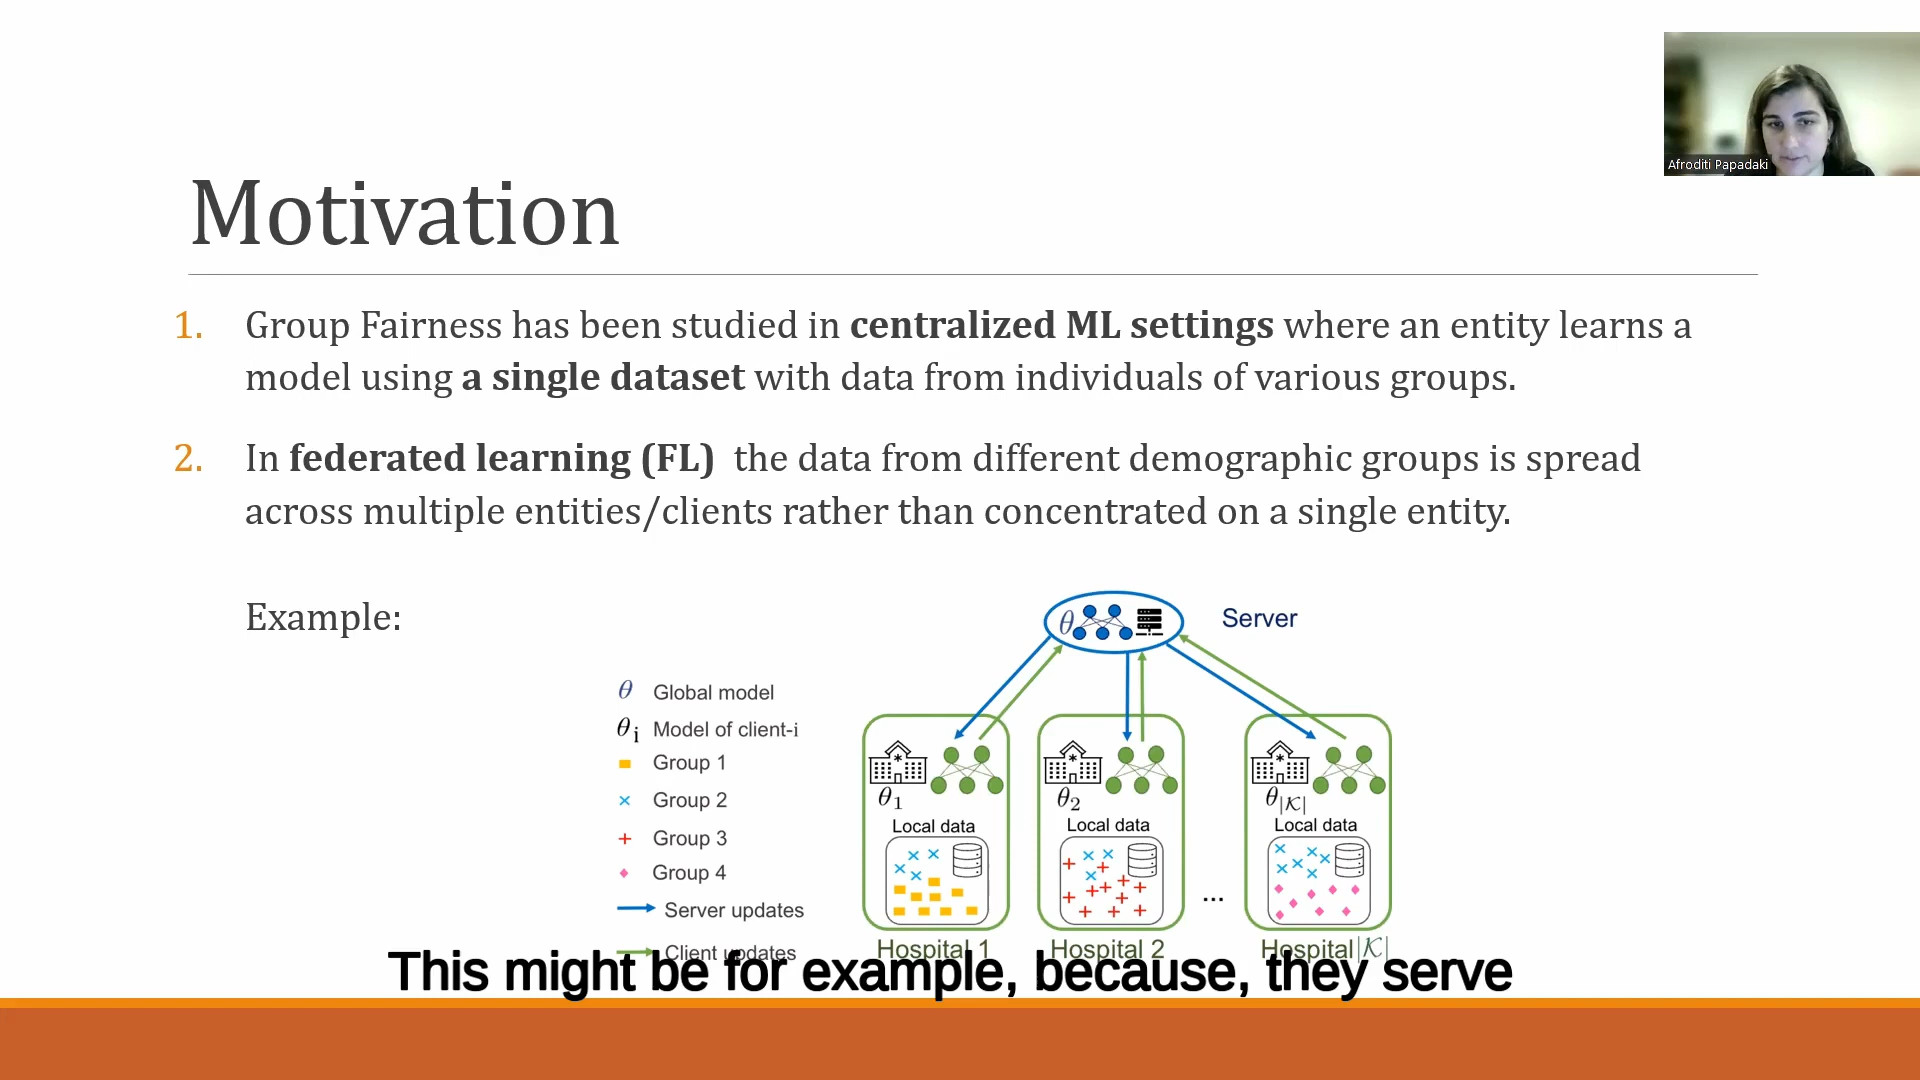 Afroditi Papadaki
Motivation
1. Group Fairness has been studied in centralized ML settings where an entity learns a
model using a single dataset with data from individuals of various groups.
2. In federated learning (FL) the data from different demographic groups is spread
across multiple entities/clients rather than concentrated on a single entity.
Example:
θ Server
θ Global model
θi Model of client-i
Group 1
Group 2
Group 3
Group 4
Server updates
Client updates
θ1 θ2 θ|𝒦|
Local data Local data Local data
...
Hospital 1 Hospital 2 Hospital|𝒦|
This might be for example, because, they serve